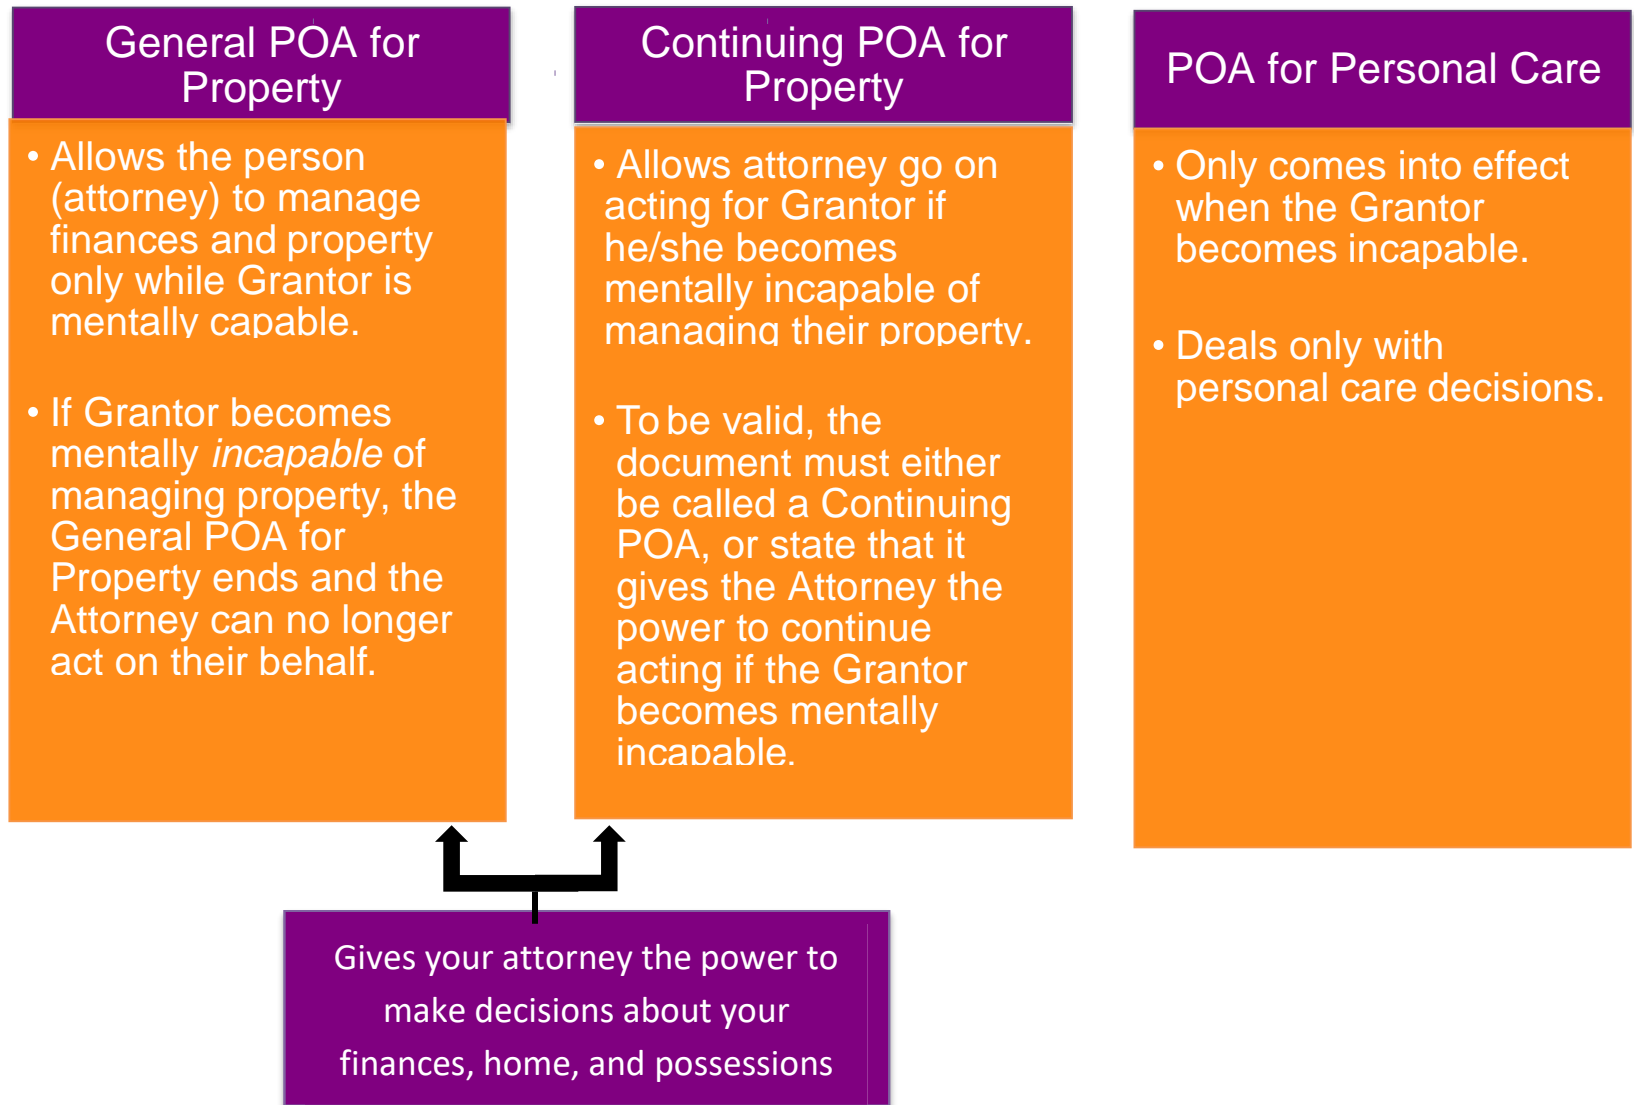 General POA for
Property
• Allows the person
(attorney) to manage
finances and property
only while Grantor is
mentally capable.
• If Grantor becomes
mentally incapable of
managing property, the
General POA for
Property ends and the
Attorney can no longer
act on their behalf.
Continuing POA for
Property
• Allows attorney go on
acting for Grantor if
he/she becomes
mentally incapable of
managing their property.
• To be valid, the
document must either
be called a Continuing
POA, or state that it
gives the Attorney the
power to continue
acting if the Grantor
becomes mentally
incapable.
POA for Personal Care
• Only comes into effect
when the Grantor
becomes incapable.
• Deals only with
personal care decisions.
Gives your attorney the power to
make decisions about your
finances, home, and possessions